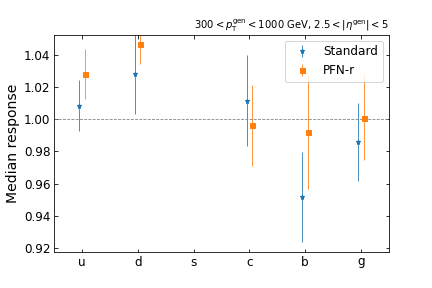 300 < p_T^gen < 1000 GeV, 2.5 < |η^gen| < 5
Standard
PFN-r
Median response
1.04
1.02
1.00
0.98
0.96
0.94
0.92
u d s c b g